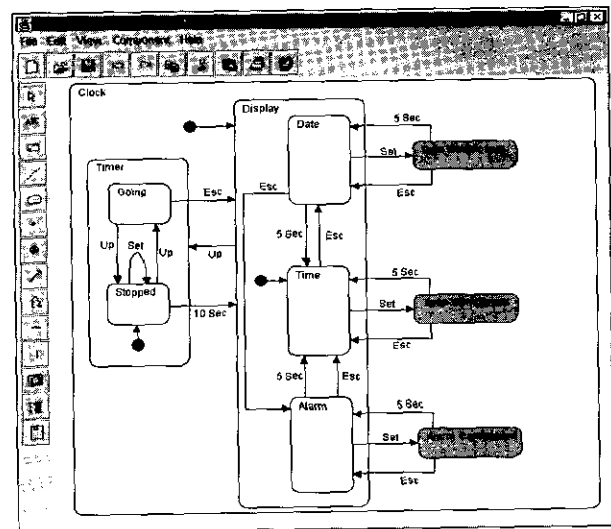 File Edit View Component Help
Clock
Display
Date
5 Sec
Set
Esc
Timer
Going
Esc
Esc
Up
Set
Up
Up
5 Sec
Esc
Stopped
10 Sec
Time
5 Sec
Set
Esc
5 Sec
Esc
Alarm
5 Sec
Set
Esc